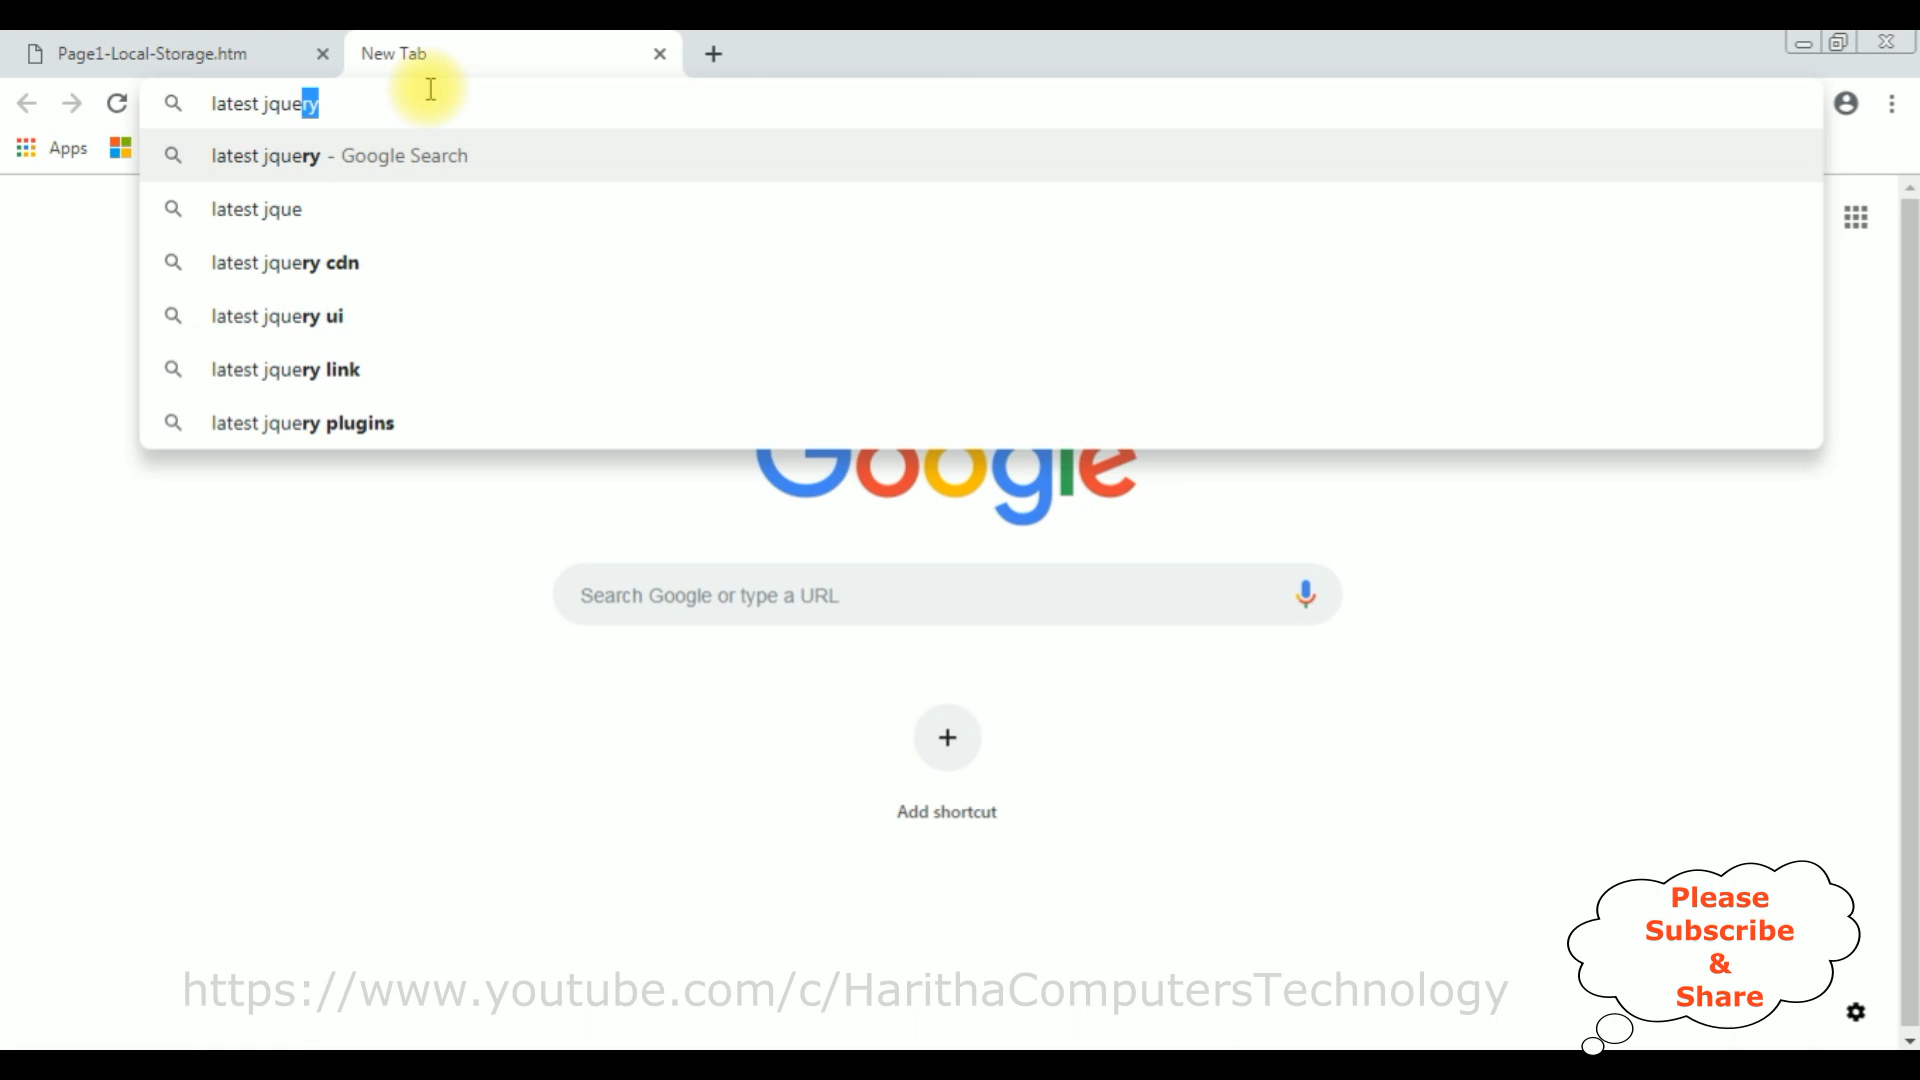 Page1-Local-Storage.htm
New Tab
latest jquery
Apps
latest jquery - Google Search
latest jque
latest jquery cdn
latest jquery ui
latest jquery link
latest jquery plugins
Google
Search Google or type a URL
Add shortcut
Please
Subscribe
&
Share
https://www.youtube.com/c/HarithaComputersTechnology